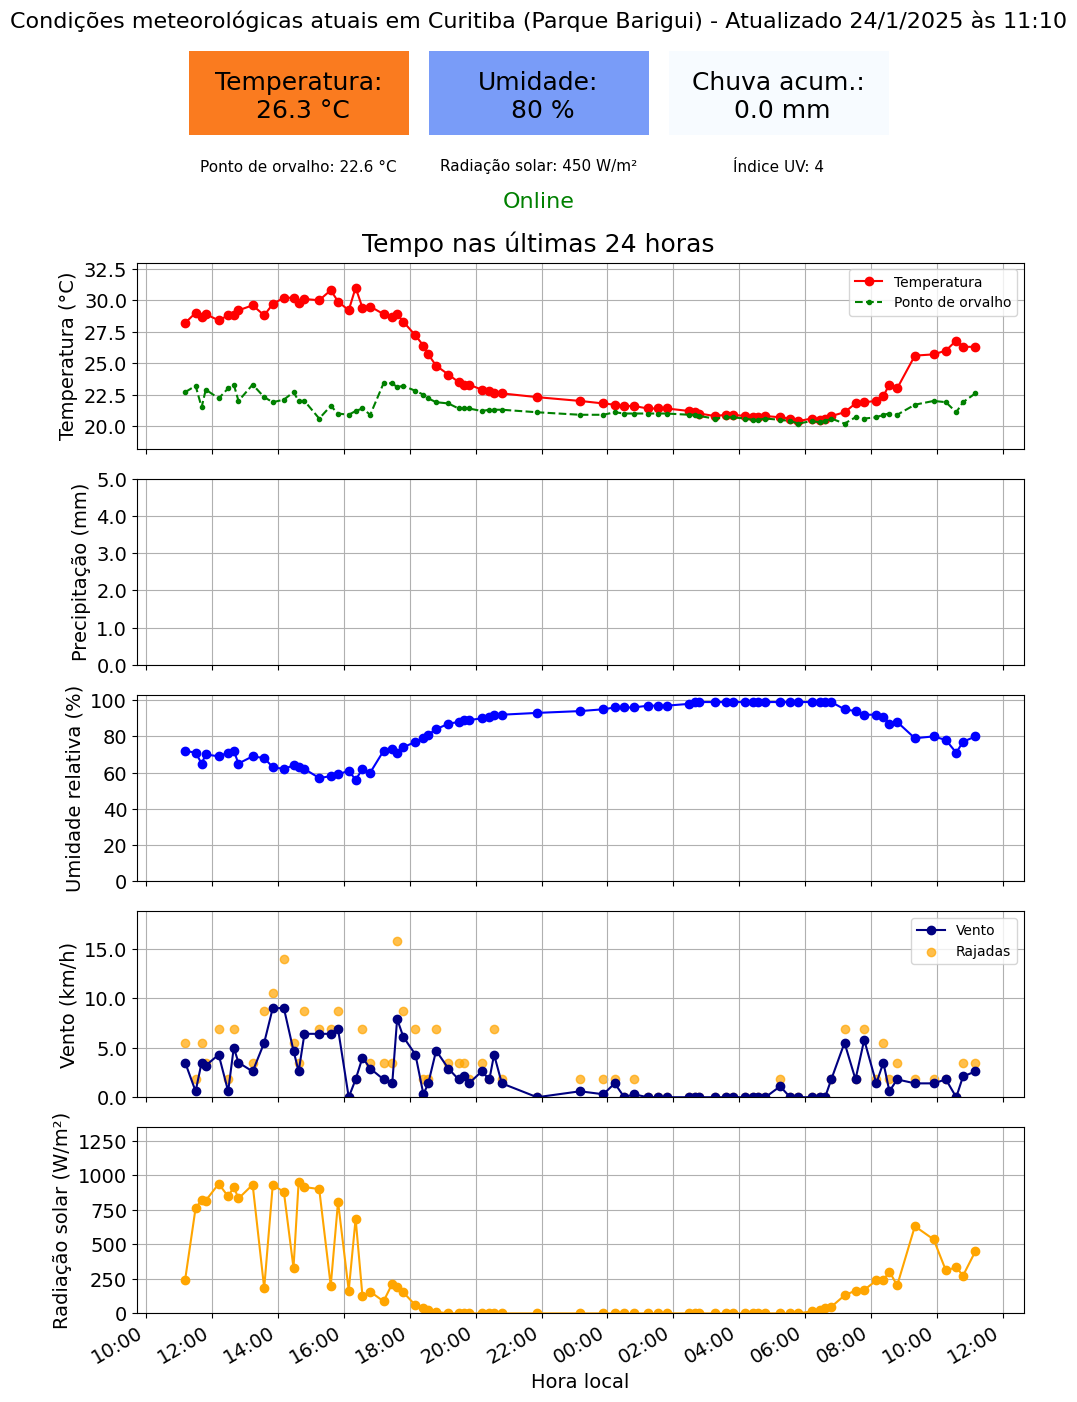 Condições meteorológicas atuais em Curitiba (Parque Barigui) - Atualizado 24/1/2025 às 11:10
Temperatura:
26.3 °C
Umidade:
80 %
Chuva acum.:
0.0 mm
Ponto de orvalho: 22.6 °C
Radiação solar: 450 W/m²
Índice UV: 4
Online
Tempo nas últimas 24 horas
Temperatura (°C)
32.5
30.0
27.5
25.0
22.5
20.0
Temperatura
Ponto de orvalho
Precipitação (mm)
5.0
4.0
3.0
2.0
1.0
0.0
Umidade relativa (%)
100
80
60
40
20
0
Vento (km/h)
15.0
10.0
5.0
0.0
Vento
Rajadas
Radiação solar (W/m²)
1250
1000
750
500
250
0
10:00
12:00
14:00
16:00
18:00
20:00
22:00
00:00
02:00
04:00
06:00
08:00
10:00
12:00
Hora local